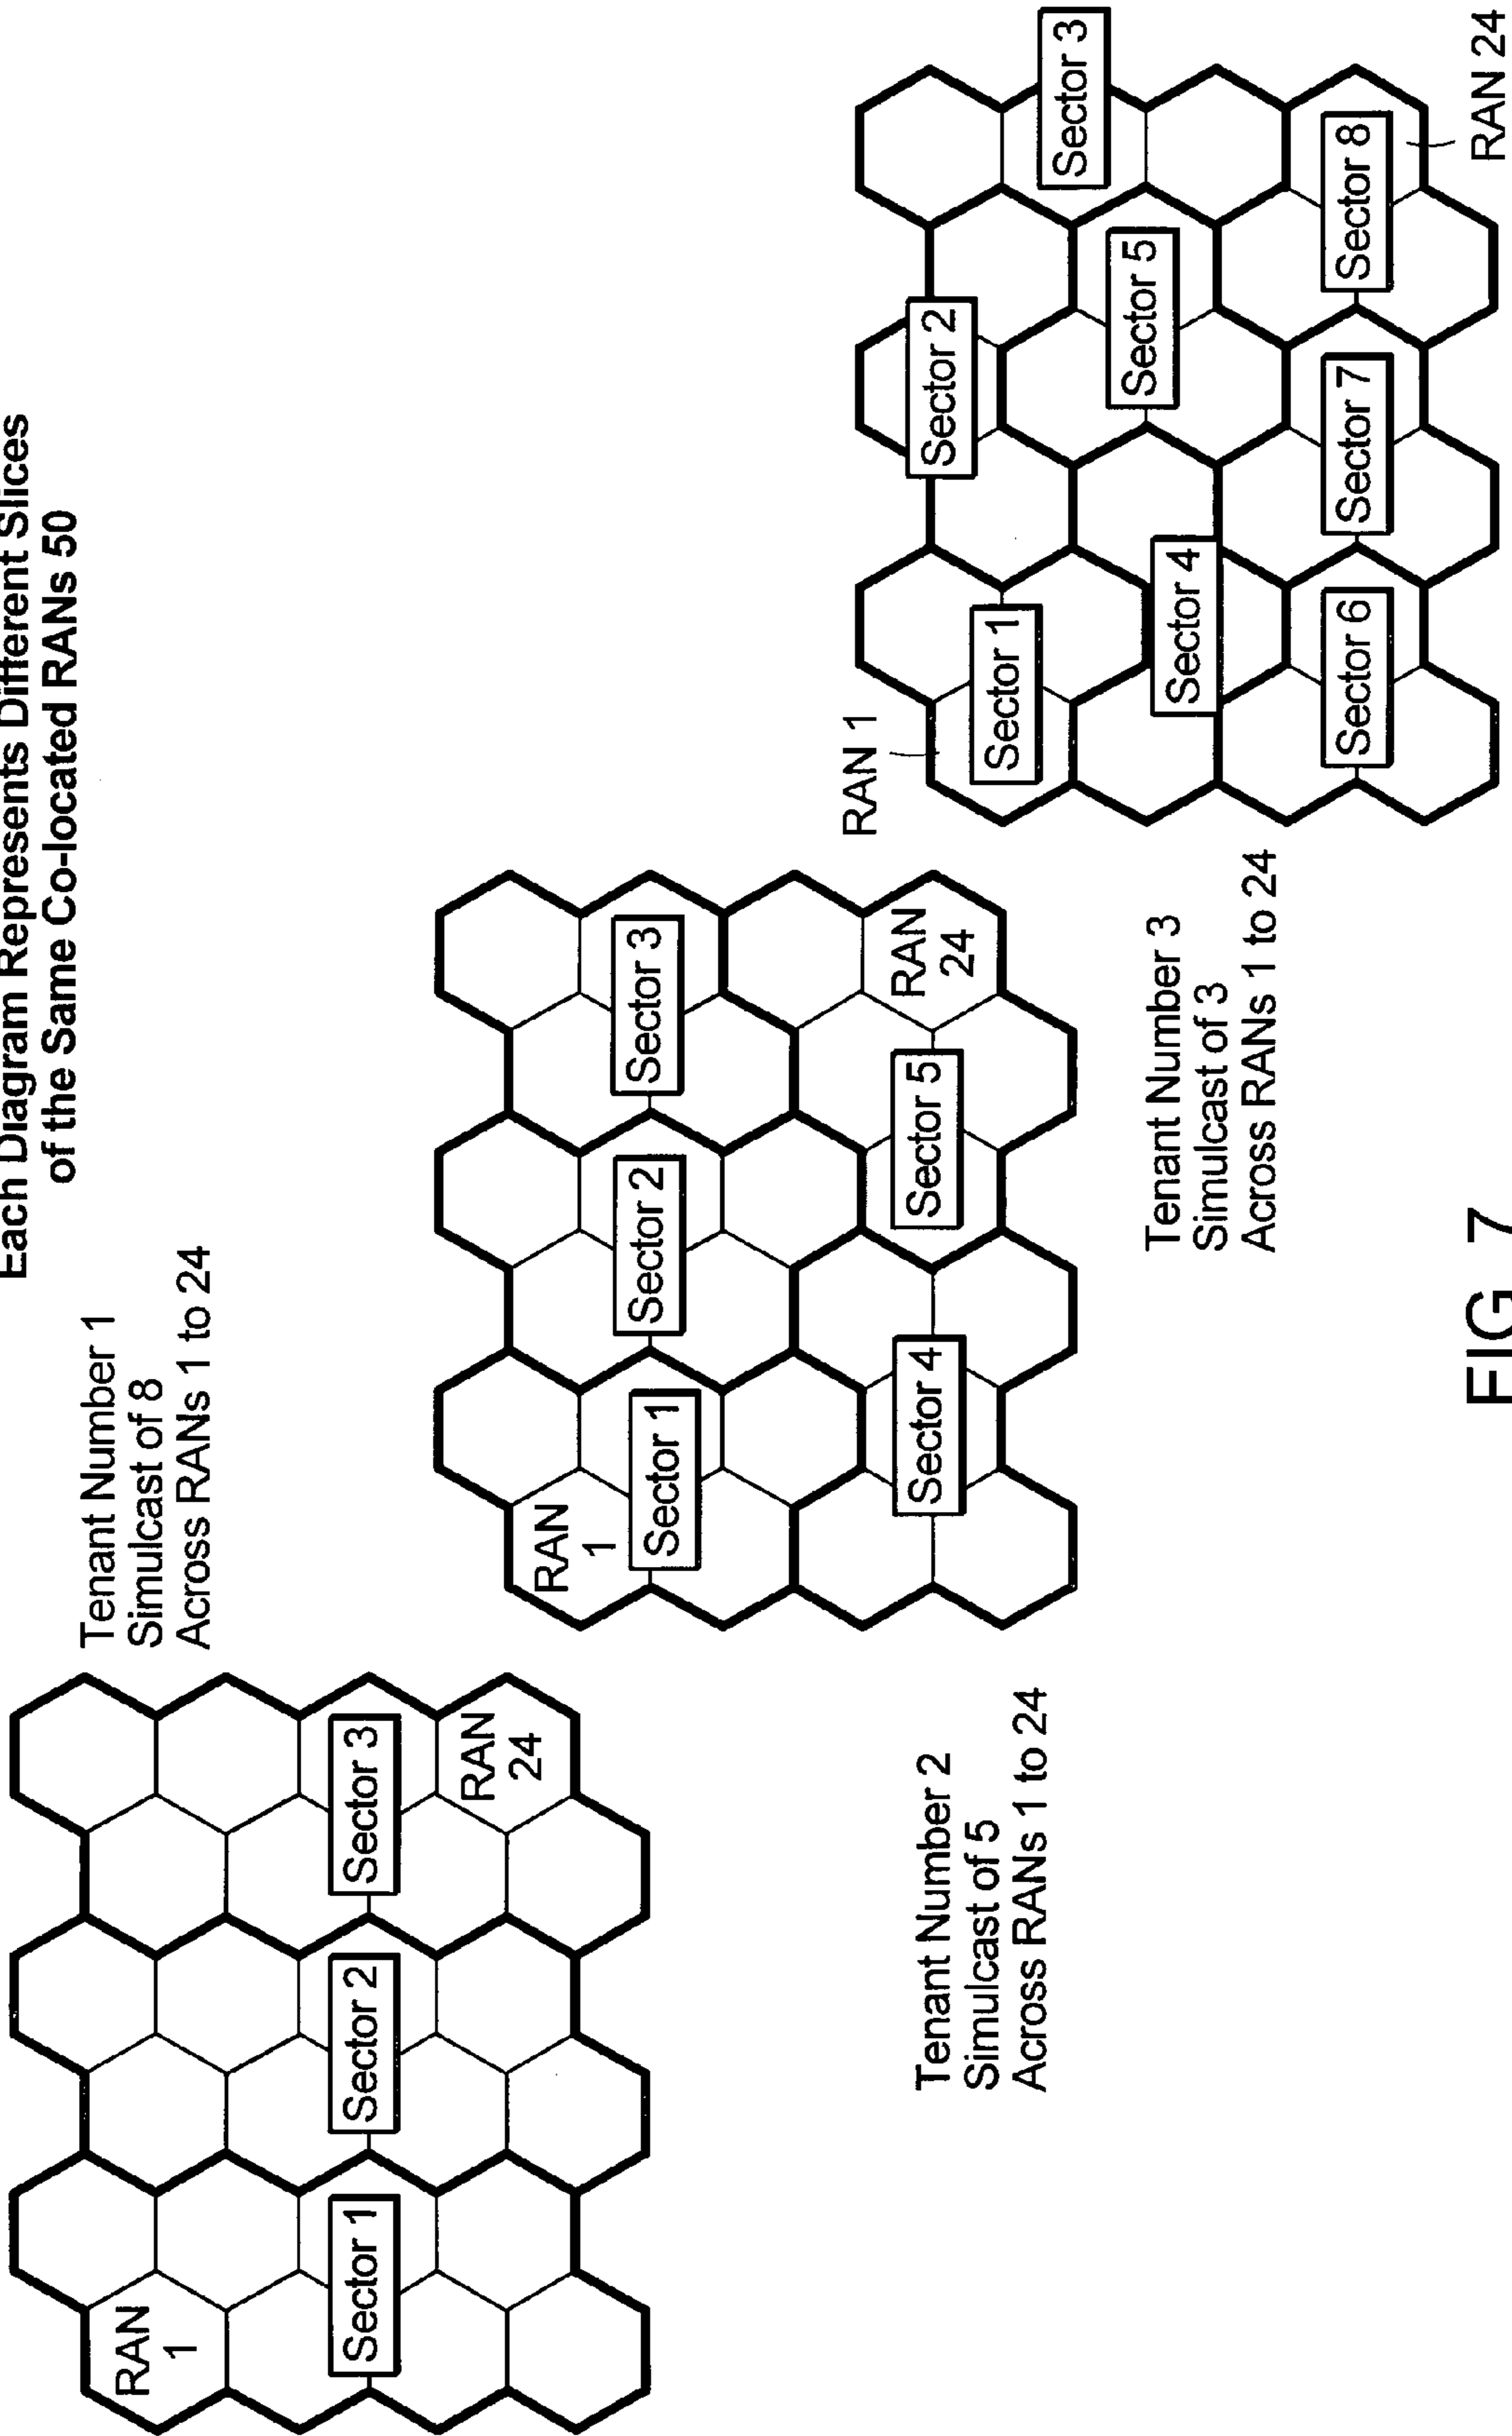 Each Diagram Represents Different Slices
of the Same Co-located RANs 50
Tenant Number 1
Simulcast of 8
Across RANs 1 to 24
RAN
1
Sector 1
Sector 2
Sector 3
RAN
24
Tenant Number 2
Simulcast of 5
Across RANs 1 to 24
RAN
1
Sector 1
Sector 2
Sector 3
Sector 4
Sector 5
RAN
24
Tenant Number 3
Simulcast of 3
Across RANs 1 to 24
RAN 1
Sector 1
Sector 2
Sector 3
Sector 4
Sector 5
Sector 6
Sector 7
Sector 8
RAN 24
FIG 7